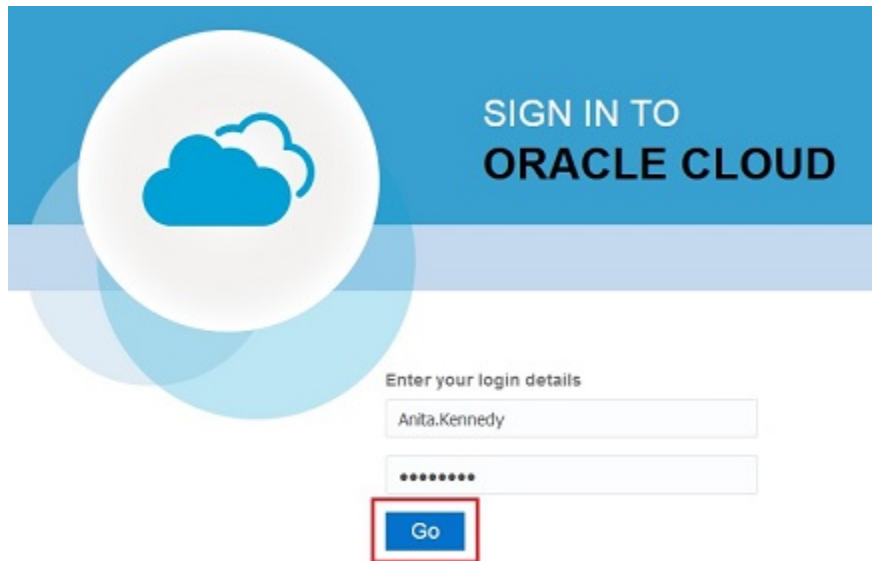 SIGN IN TO
ORACLE CLOUD
Enter your login details
Anita.Kennedy
••••••••
Go